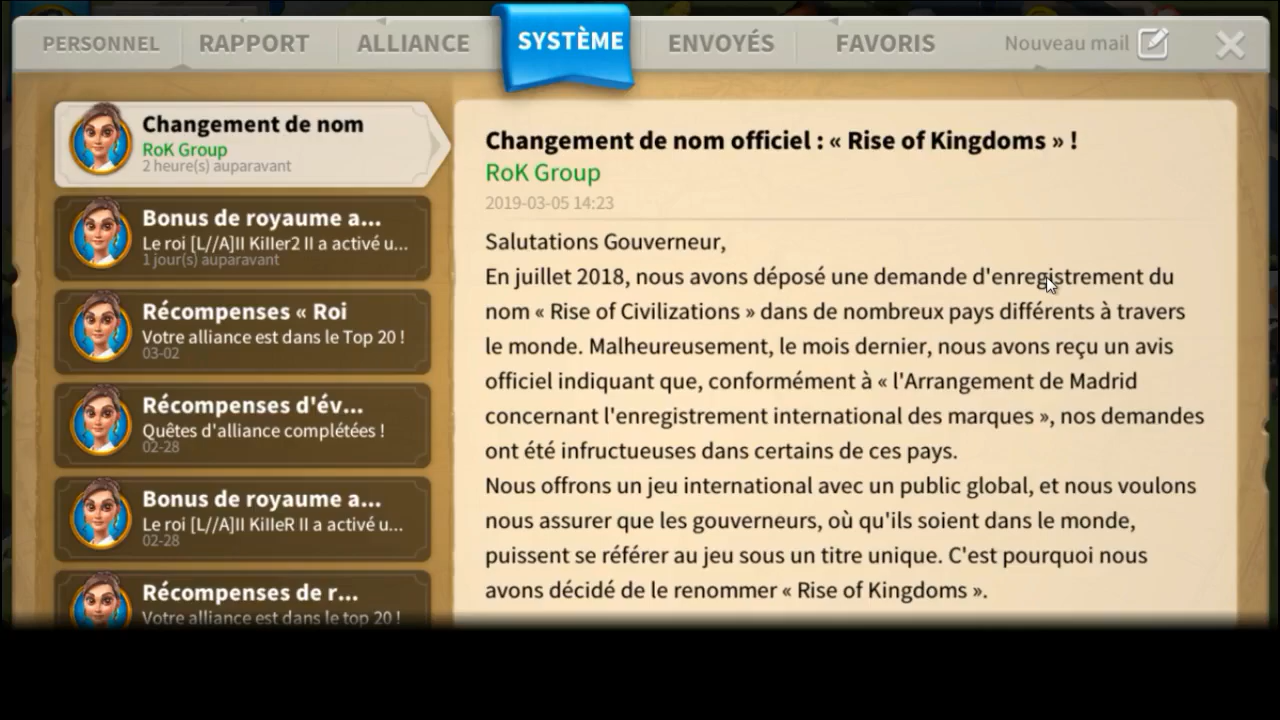 PERSONNEL
RAPPORT
ALLIANCE
SYSTÈME
ENVOYÉS
FAVORIS
Nouveau mail
Changement de nom
RoK Group
2 heure(s) auparavant
Bonus de royaume a...
Le roi [L//A]II KiIIer2 II a activé u...
1 jour(s) auparavant
Récompenses « Roi
Votre alliance est dans le Top 20 !
03-02
Récompenses d'év...
Quêtes d'alliance complétées !
02-28
Bonus de royaume a...
Le roi [L//A]II KiIIeR II a activé u...
02-28
Récompenses de r...
Votre alliance est dans le top 20 !
Changement de nom officiel : « Rise of Kingdoms » !
RoK Group
2019-03-05 14:23
Salutations Gouverneur,
En juillet 2018, nous avons déposé une demande d'enregistrement du
nom « Rise of Civilizations » dans de nombreux pays différents à travers
le monde. Malheureusement, le mois dernier, nous avons reçu un avis
officiel indiquant que, conformément à « l'Arrangement de Madrid
concernant l'enregistrement international des marques », nos demandes
ont été infructueuses dans certains de ces pays.
Nous offrons un jeu international avec un public global, et nous voulons
nous assurer que les gouverneurs, où qu'ils soient dans le monde,
puissent se référer au jeu sous un titre unique. C'est pourquoi nous
avons décidé de le renommer « Rise of Kingdoms ».